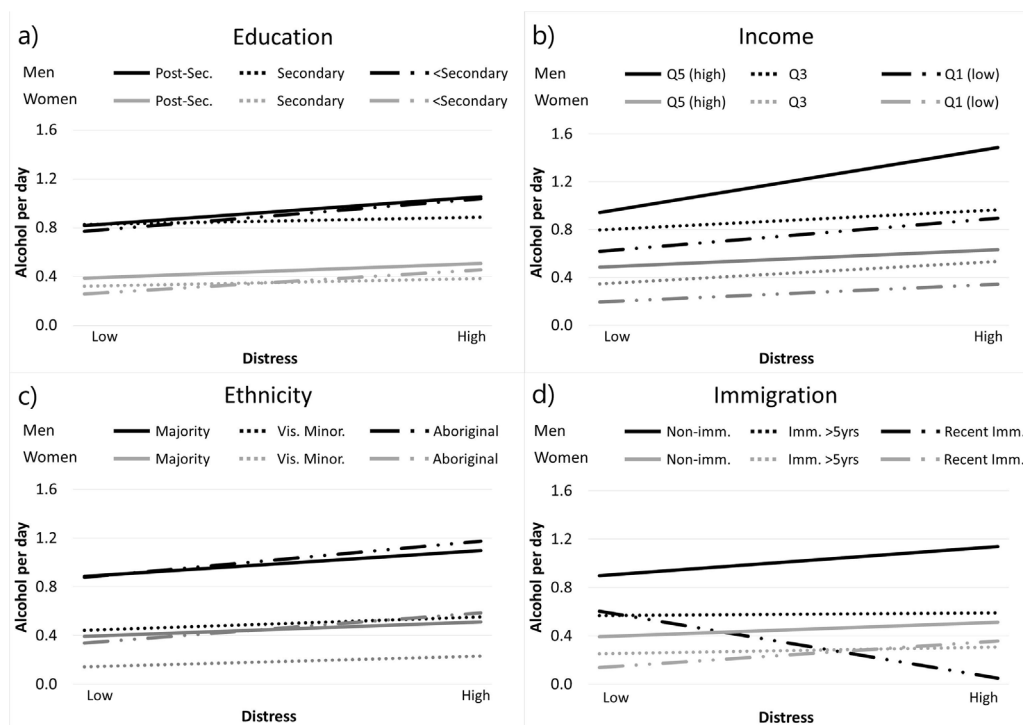 a) Education
Men Post-Sec. Secondary <Secondary
Women Post-Sec. Secondary <Secondary
1.6
1.2
0.8
0.4
0.0
Alcohol per day
Low High
Distress
b) Income
Men Q5 (high) Q3 Q1 (low)
Women Q5 (high) Q3 Q1 (low)
1.6
1.2
0.8
0.4
0.0
Alcohol per day
Low High
Distress
c) Ethnicity
Men Majority Vis. Minor. Aboriginal
Women Majority Vis. Minor. Aboriginal
1.6
1.2
0.8
0.4
0.0
Alcohol per day
Low High
Distress
d) Immigration
Men Non-imm. Imm. >5yrs Recent Imm.
Women Non-imm. Imm. >5yrs Recent Imm.
1.6
1.2
0.8
0.4
0.0
Alcohol per day
Low High
Distress